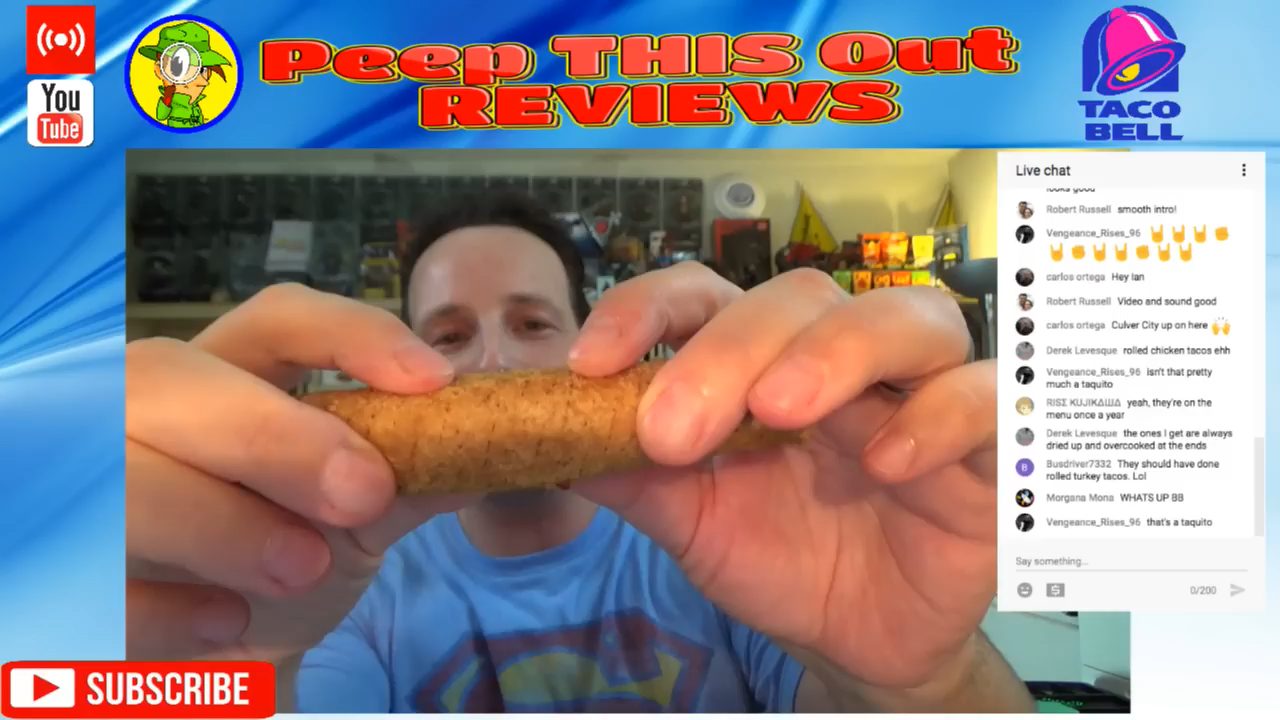 You
Tube
Peep THIS Out
REVIEWS
TACO
BELL
Live chat
looks good
Robert Russell smooth intro!
Vengeance_Rises_96 🤘🤘🤘✊
🤘✊🤘🤘✊🤘🤘
carlos ortega Hey Ian
Robert Russell Video and sound good
carlos ortega Culver City up on here 🙌
Derek Levesque rolled chicken tacos ehh
Vengeance_Rises_96 isn't that pretty
much a taquito
RISΣ KUJIKAШA yeah, they're on the
menu once a year
Derek Levesque the ones I get are always
dried up and overcooked at the ends
B Busdriver7332 They should have done
rolled turkey tacos. Lol
Morgana Mona WHATS UP BB
Vengeance_Rises_96 that's a taquito
Say something...
0/200
SUBSCRIBE